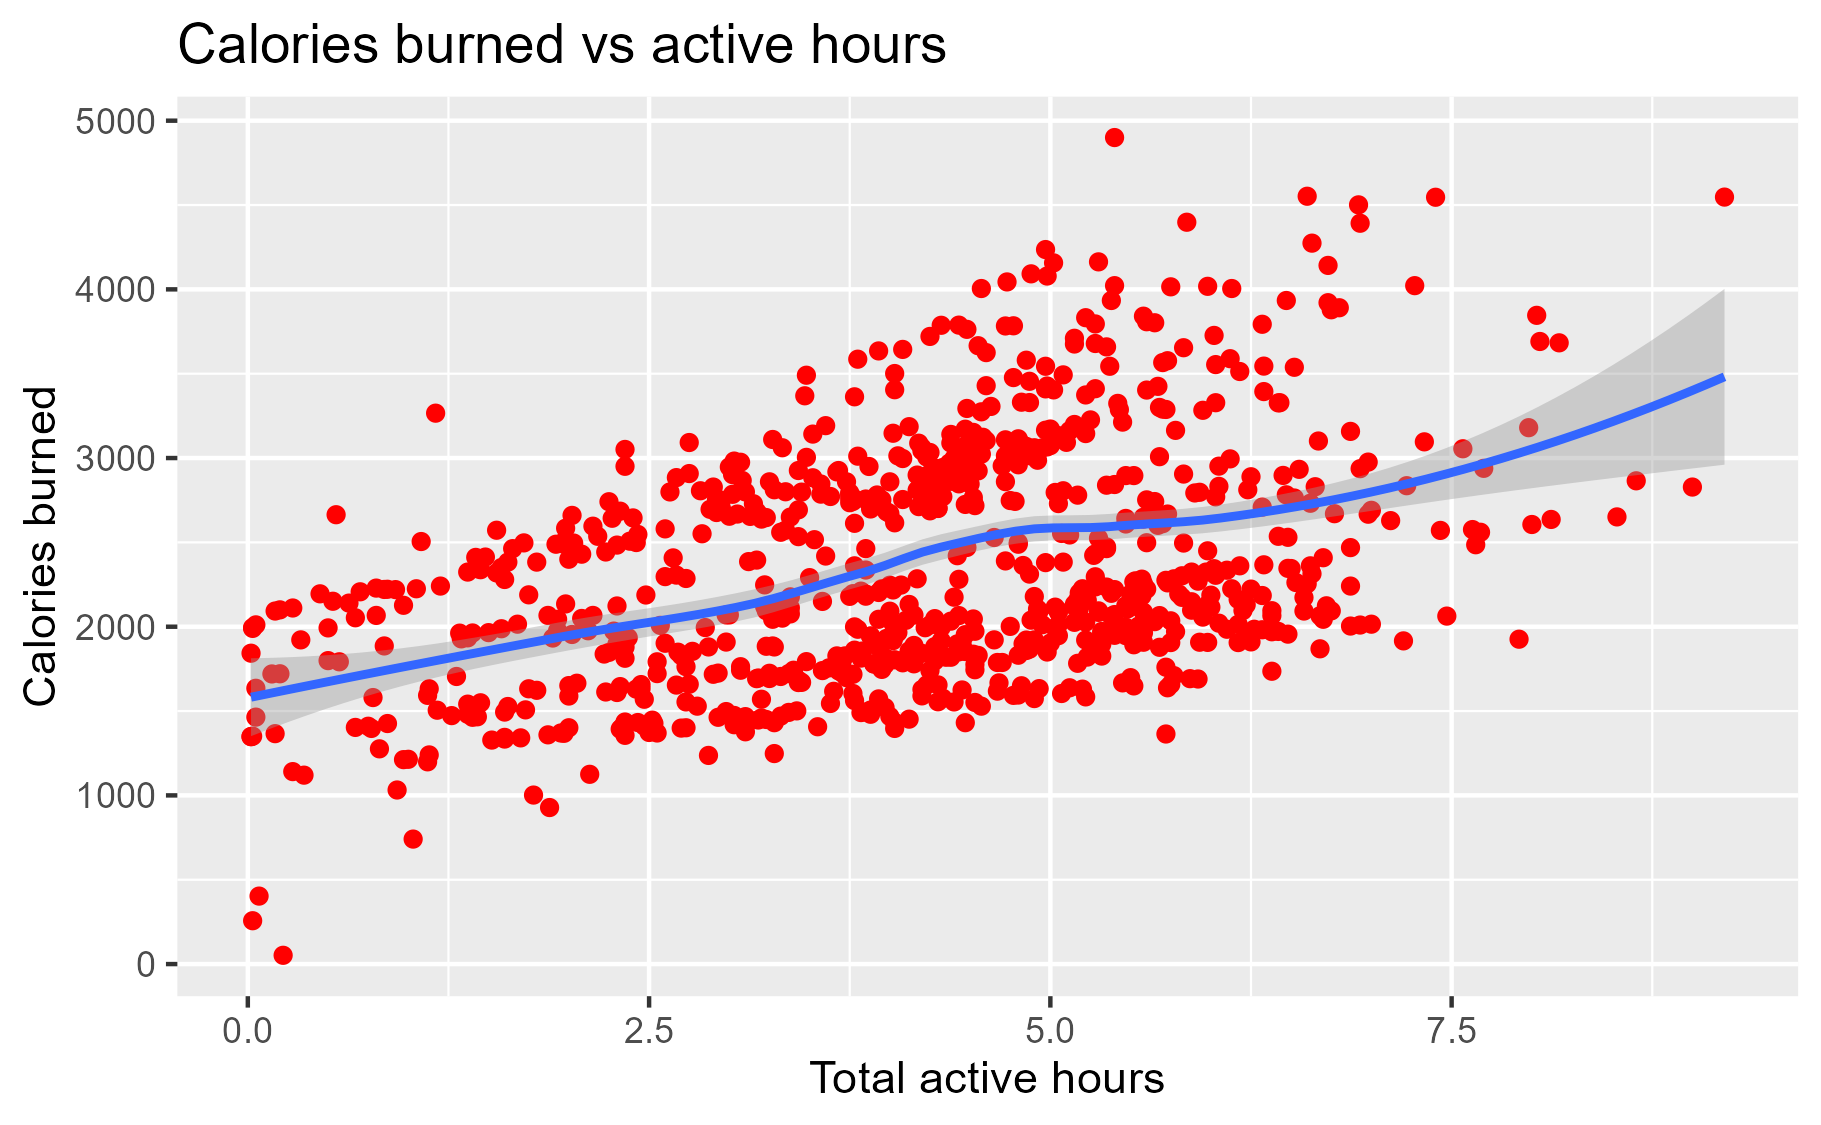 Calories burned vs active hours
5000
4000
3000
2000
1000
0
Calories burned
0.0 2.5 5.0 7.5
Total active hours